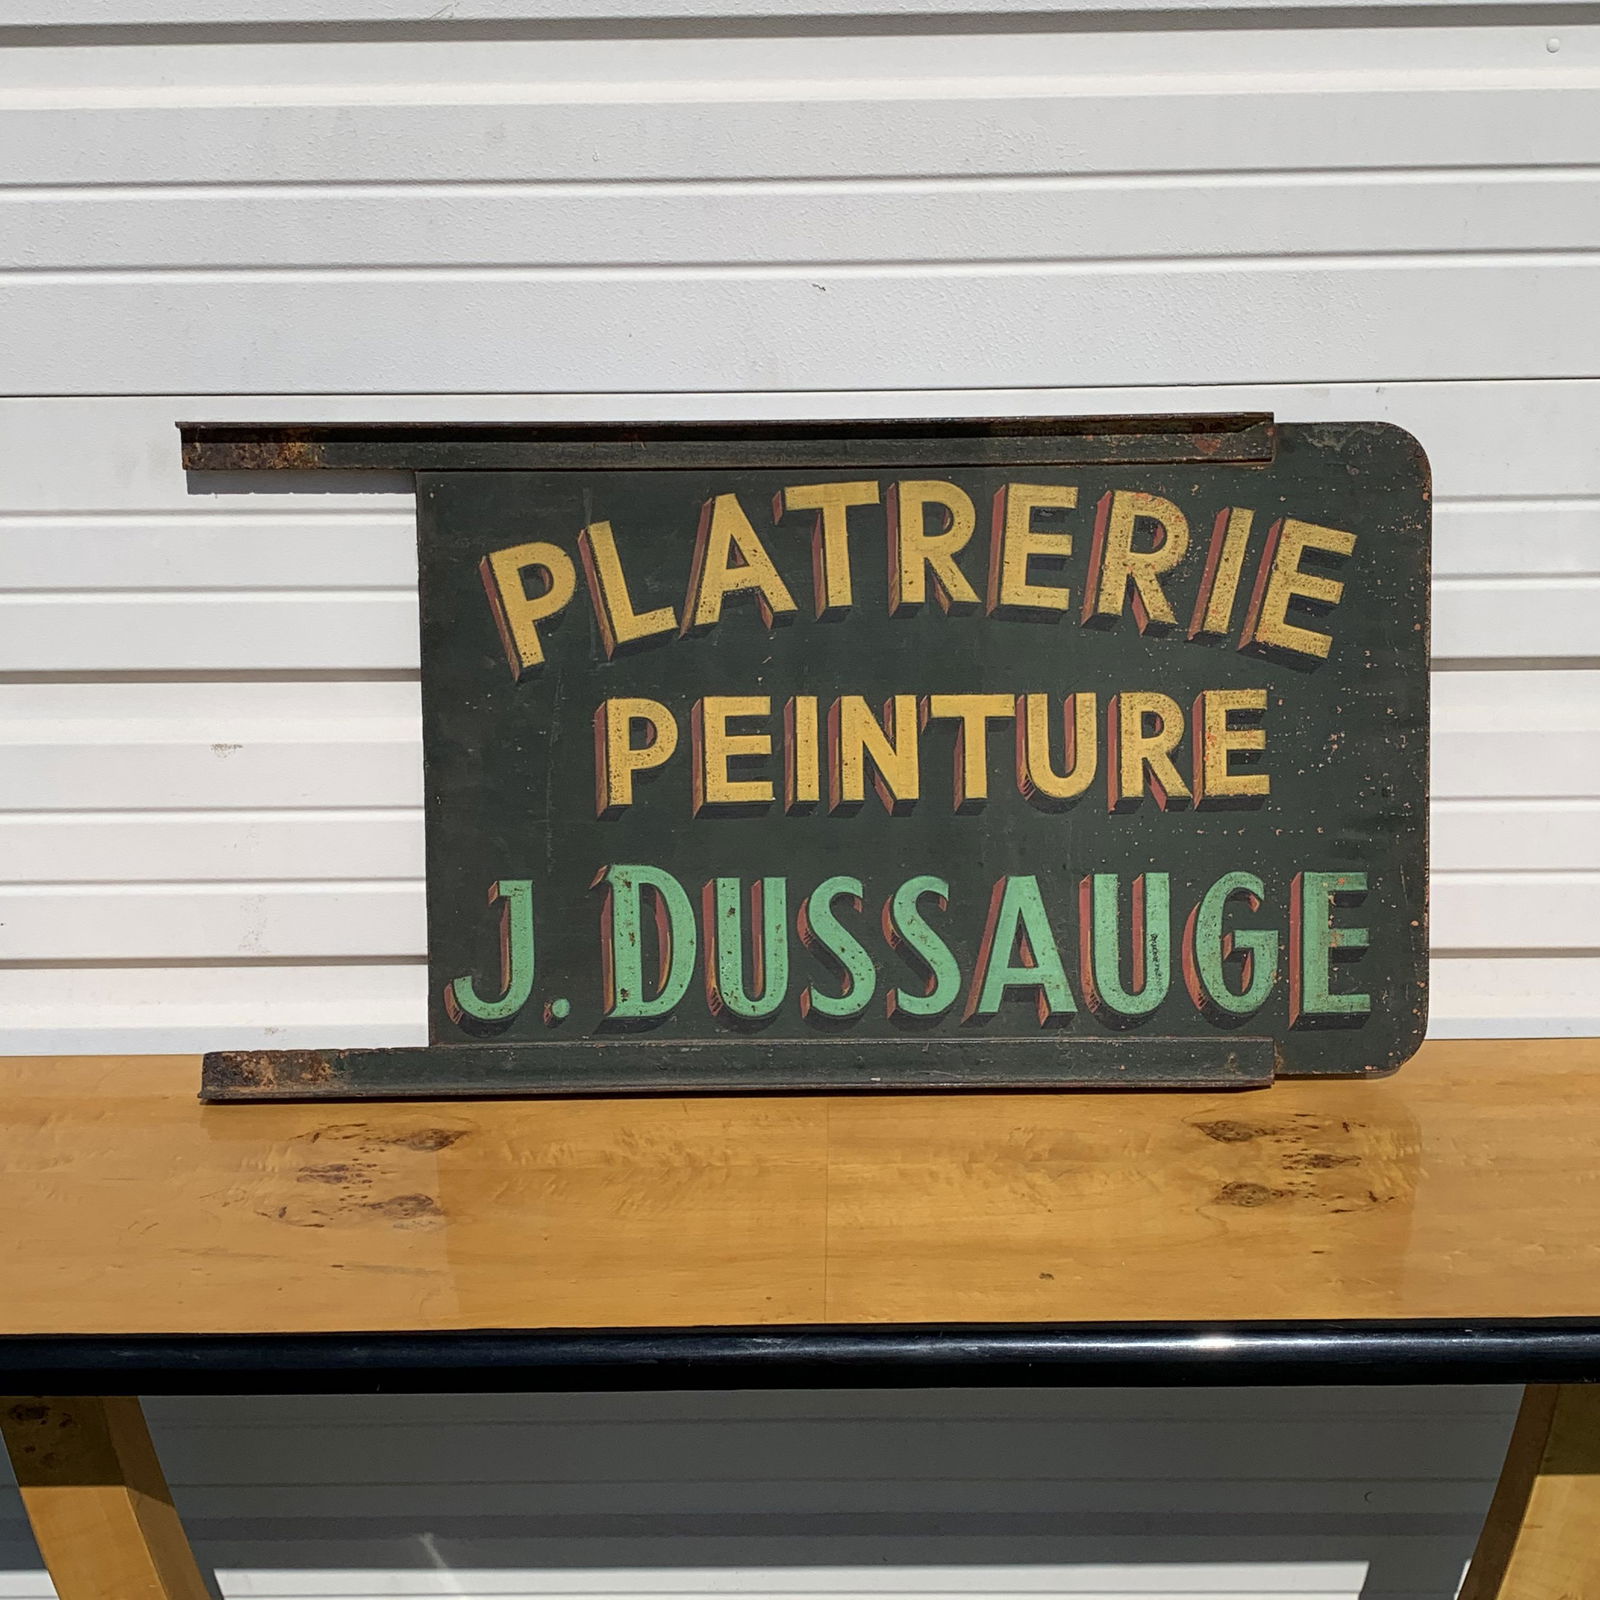 PLATRERIE
PEINTURE
J. DUSSAUGE